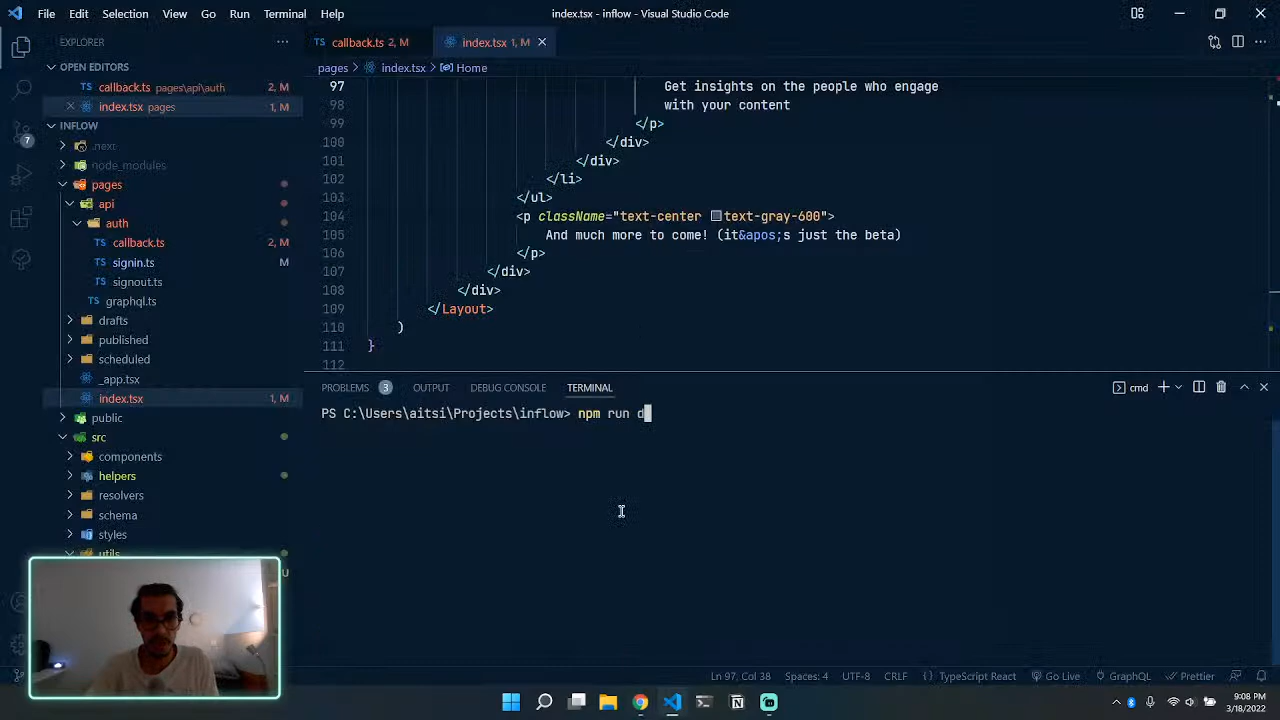 File Edit Selection View Go Run Terminal Help
index.tsx - inflow - Visual Studio Code
EXPLORER
OPEN EDITORS
callback.ts pages\api\auth 2, M
index.tsx pages 1, M
INFLOW
.next
node_modules
pages
api
auth
callback.ts 2, M
signin.ts M
signout.ts
graphql.ts
drafts
published
scheduled
_app.tsx
index.tsx 1, M
public
src
components
helpers
resolvers
schema
styles
utils
U
7
callback.ts 2, M
index.tsx 1, M
pages > index.tsx > Home
97 Get insights on the people who engage
98 with your content
99 </p>
100 </div>
101 </div>
102 </li>
103 </ul>
104 <p className="text-center text-gray-600">
105 And much more to come! (it&apos;s just the beta)
106 </p>
107 </div>
108 </div>
109 </Layout>
110 )
111 }
112
PROBLEMS 3 OUTPUT DEBUG CONSOLE TERMINAL
cmd
PS C:\Users\aitsi\Projects\inflow> npm run d
Ln 97, Col 38 Spaces: 4 UTF-8 CRLF {} TypeScript React Go Live GraphQL Prettier
9:08 PM
3/18/2022